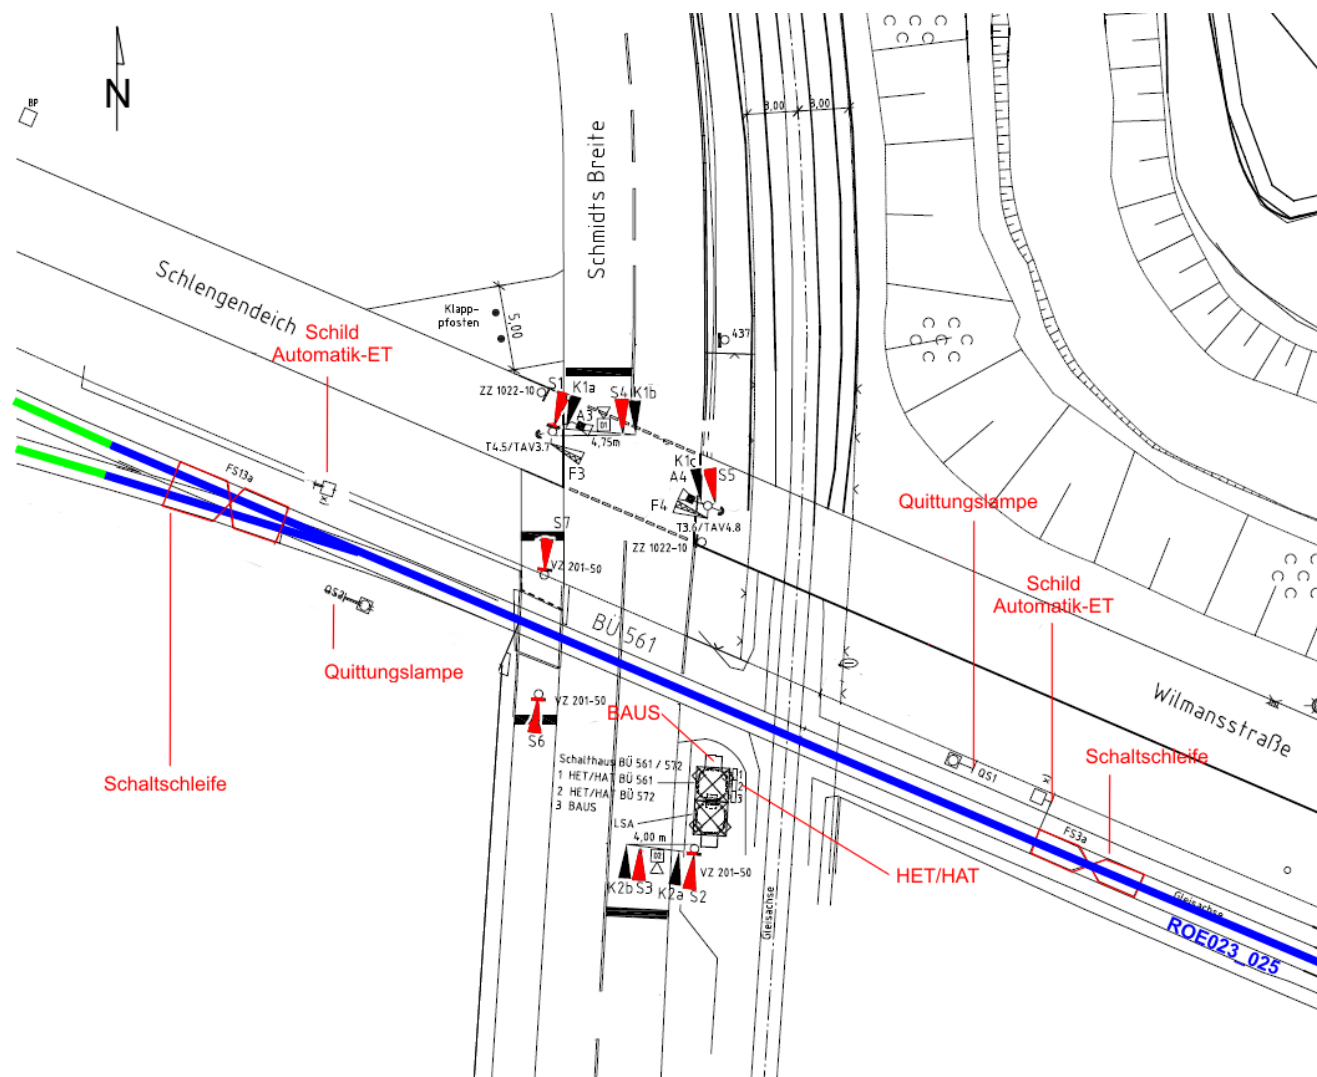 BP
N
3,00
3,00
Schmidts Breite
Schlengendeich
Klapp-
pfosten
5,00
437
Schild
Automatik-ET
ZZ 1022-10
S1
K1a
S4
K1b
A3
D1
4,75m
T4.5/TAV3.7
F3
K1c
A4
S5
F4
T3.6/TAV4.8
ZZ 1022-10
FS13a
S7
VZ 201-50
Quittungslampe
Schild
Automatik-ET
QS2
BÜ 561
Quittungslampe
Wilmansstraße
VZ 201-50
S6
BAUS
Schalthaus BÜ 561 / 572
1 HET/HAT BÜ 561
2 HET/HAT BÜ 572
3 BAUS
1
2
3
LSA
4,00 m
D2
VZ 201-50
K2b
S3
K2a
S2
Schaltschleife
QS1
Schaltschleife
FS3a
HET/HAT
Gleisachse
Gleisachse
ROE023_025